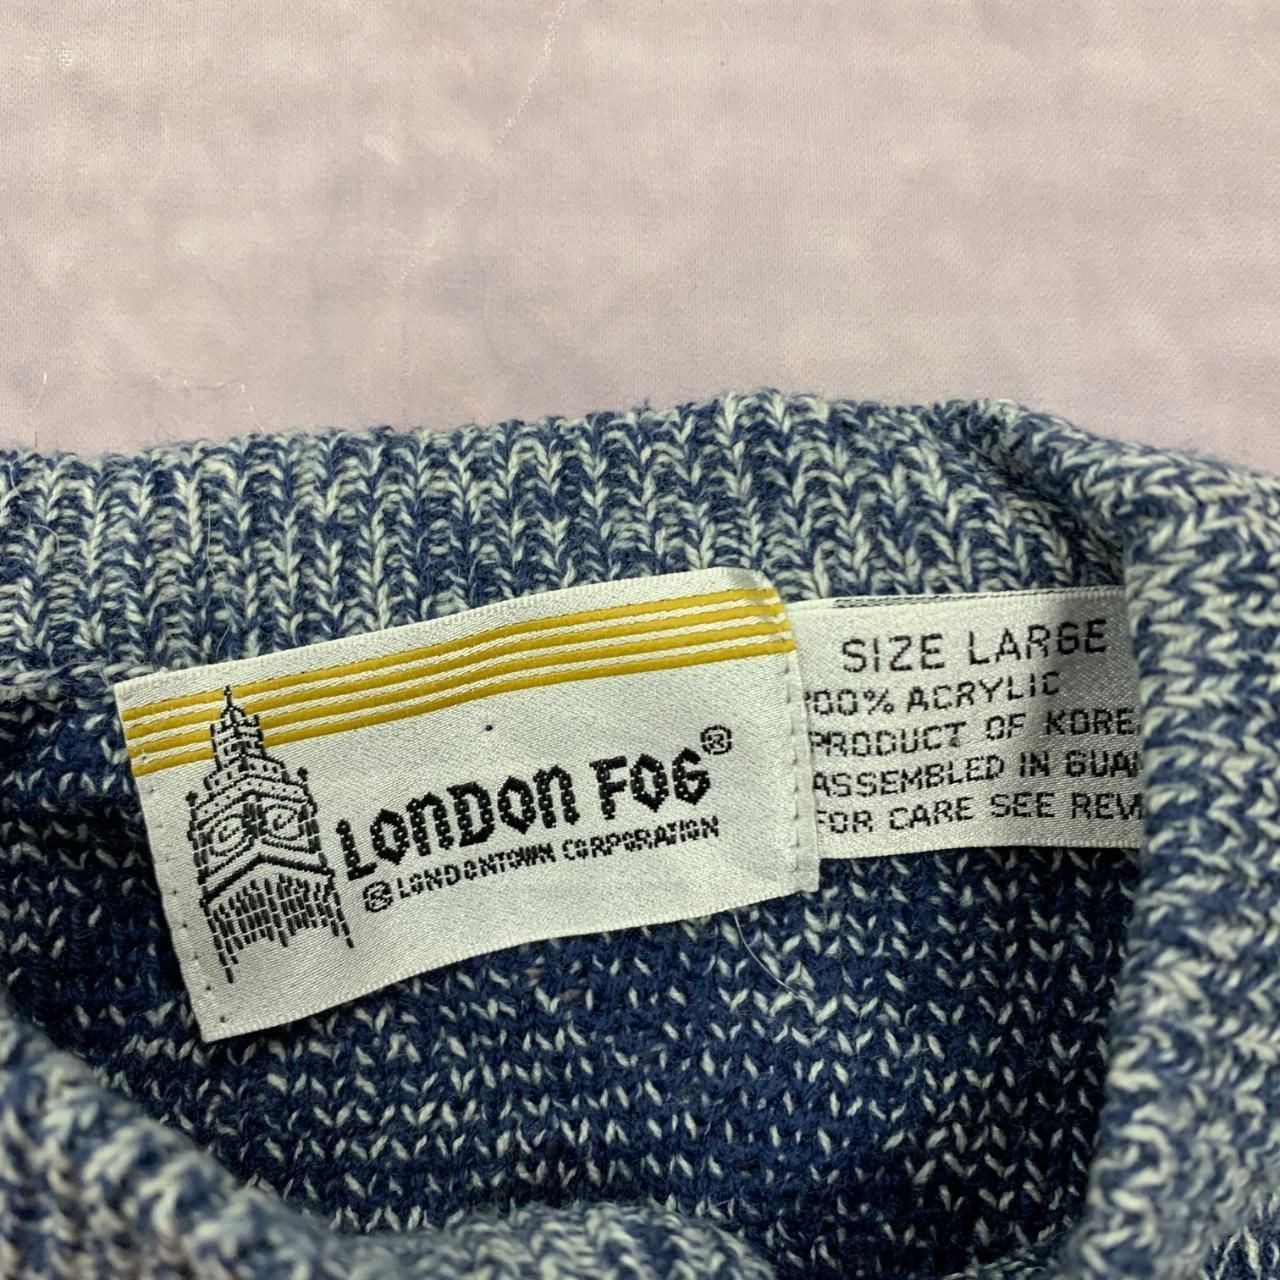 LONDON FOG®
® LONDONTOWN CORPORATION
SIZE LARGE
100% ACRYLIC
PRODUCT OF KORE
ASSEMBLED IN GUA
FOR CARE SEE REV